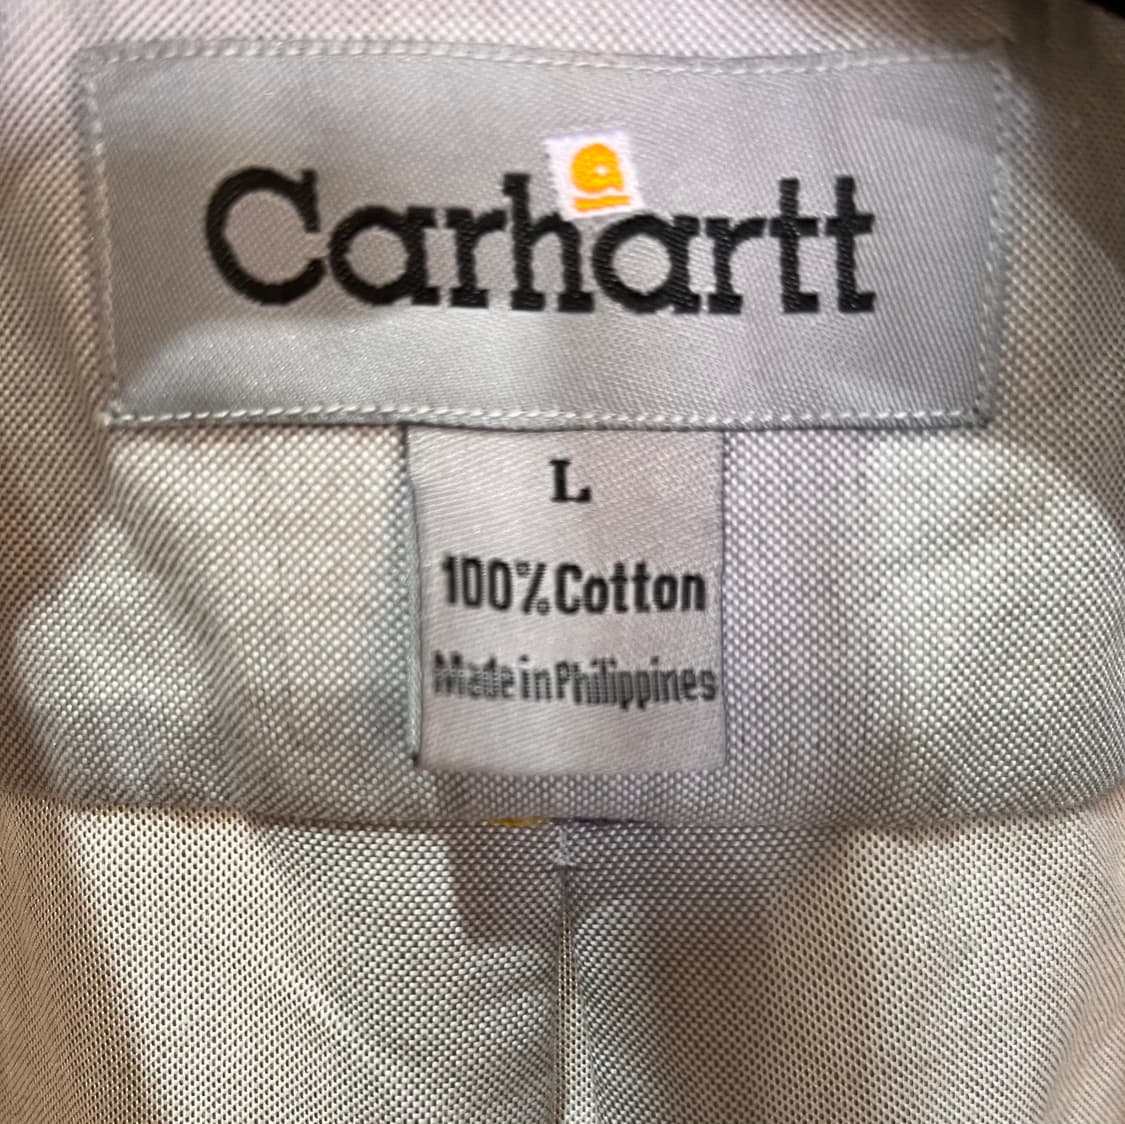 Carhartt
L
100% Cotton
Made in Philippines